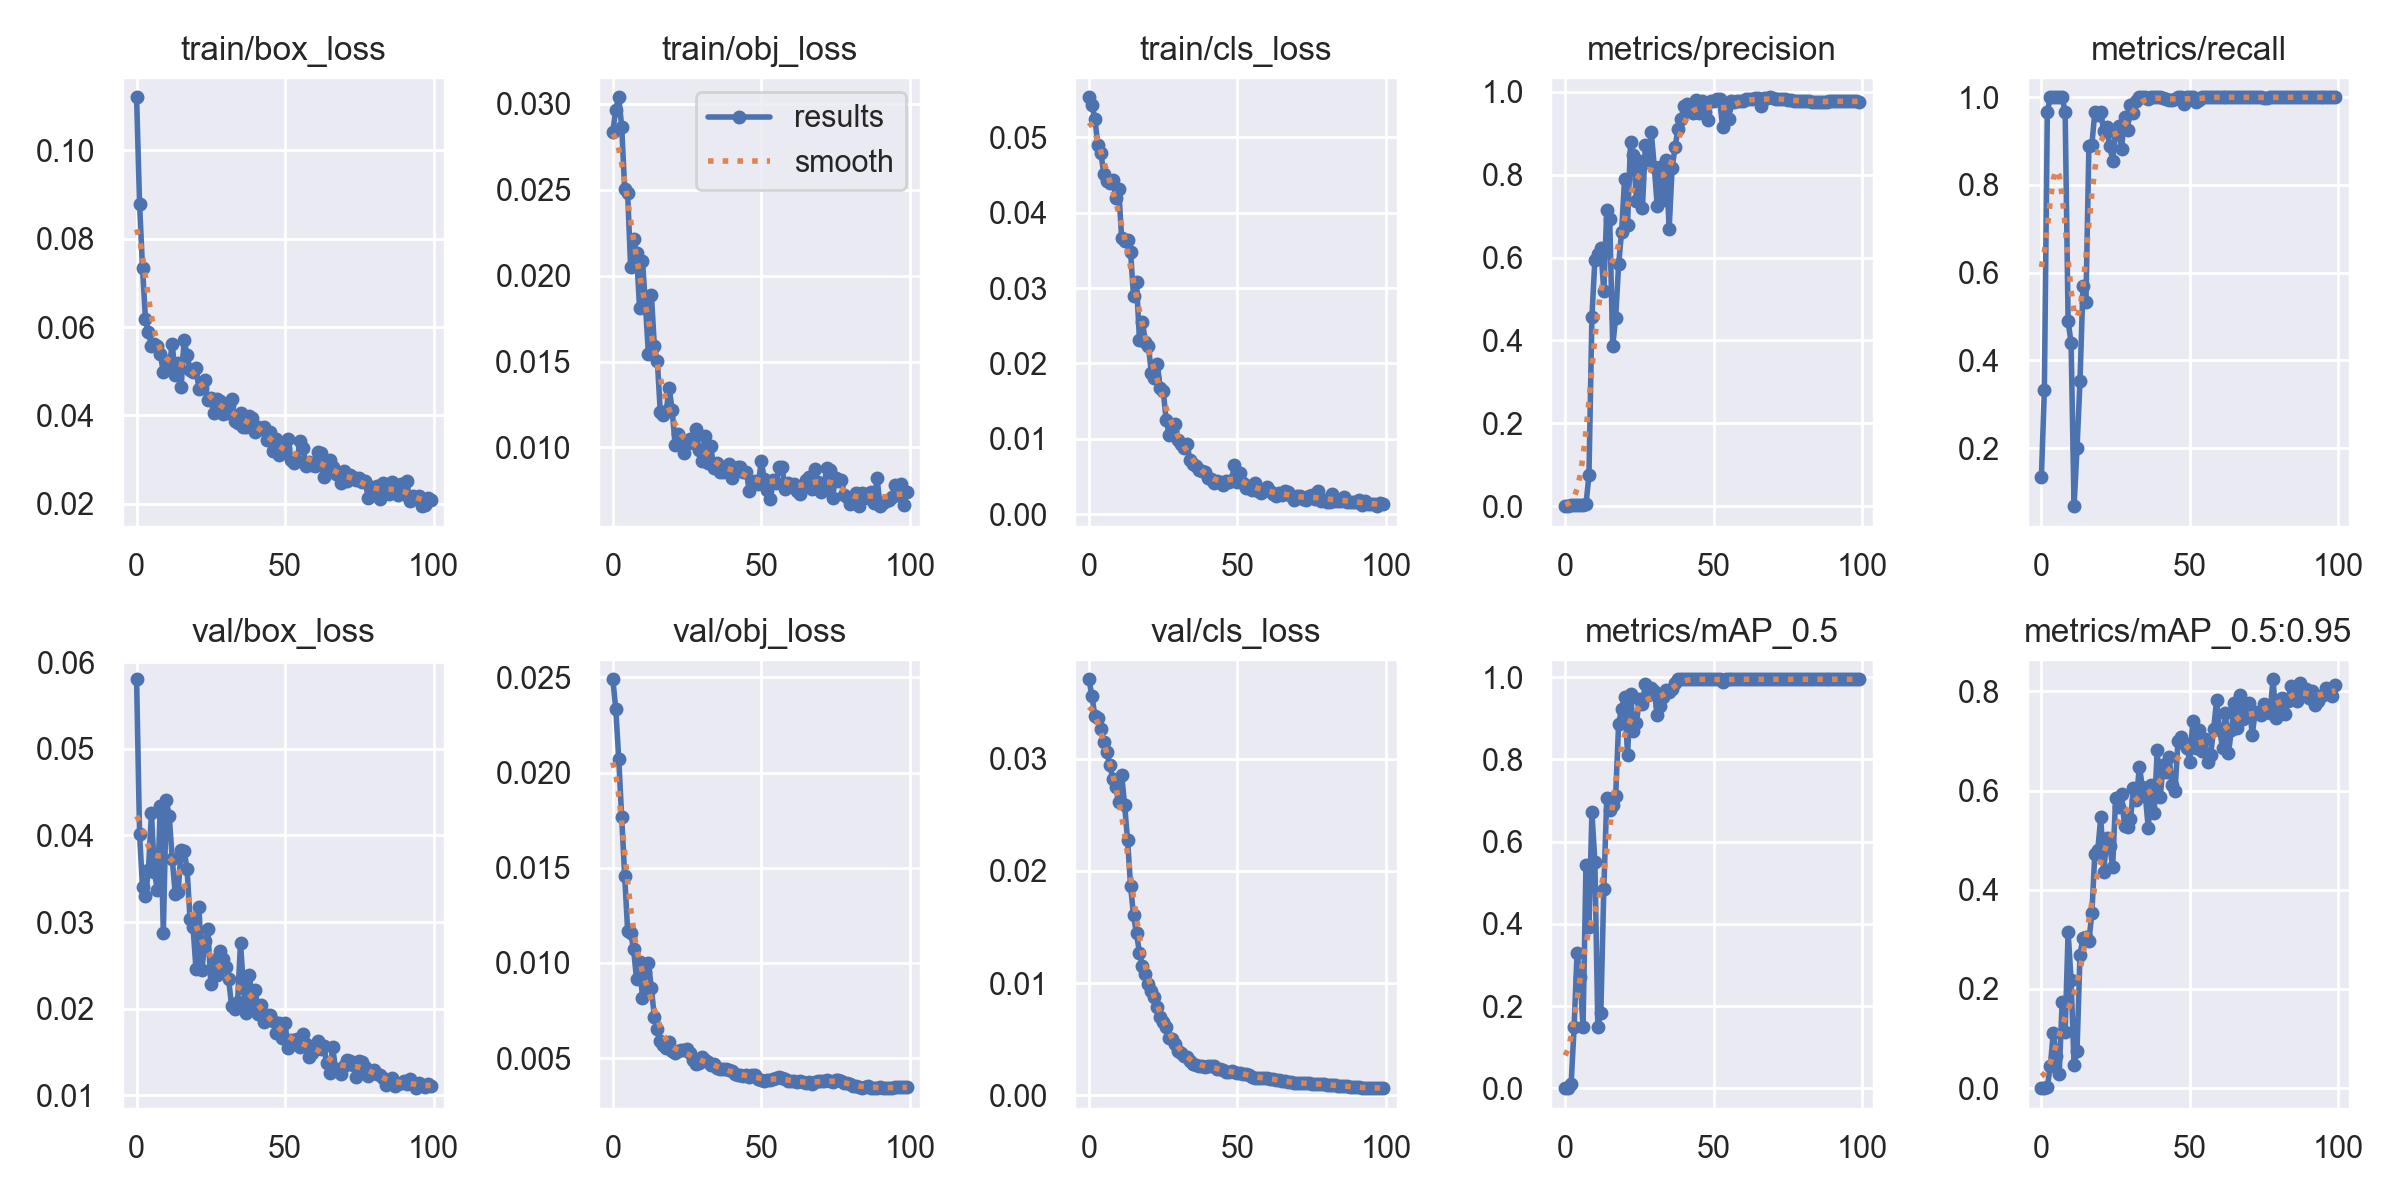 train/box_loss
0.10
0.08
0.06
0.04
0.02
0 50 100
train/obj_loss
0.030
0.025
0.020
0.015
0.010
results
smooth
0 50 100
train/cls_loss
0.05
0.04
0.03
0.02
0.01
0.00
0 50 100
metrics/precision
1.0
0.8
0.6
0.4
0.2
0.0
0 50 100
metrics/recall
1.0
0.8
0.6
0.4
0.2
0 50 100
val/box_loss
0.06
0.05
0.04
0.03
0.02
0.01
0 50 100
val/obj_loss
0.025
0.020
0.015
0.010
0.005
0 50 100
val/cls_loss
0.03
0.02
0.01
0.00
0 50 100
metrics/mAP_0.5
1.0
0.8
0.6
0.4
0.2
0.0
0 50 100
metrics/mAP_0.5:0.95
0.8
0.6
0.4
0.2
0.0
0 50 100